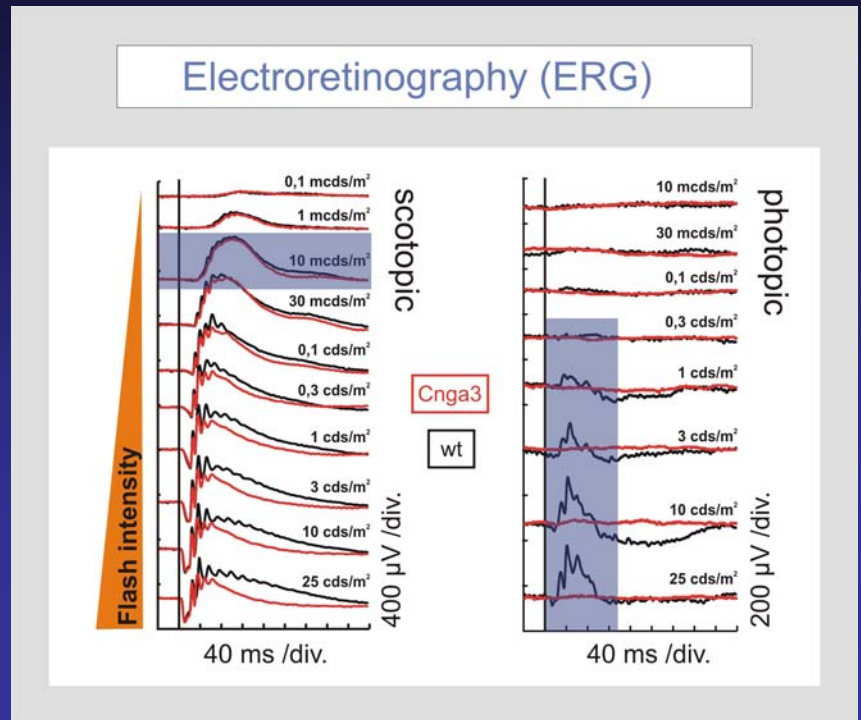 Electroretinography (ERG)
0,1 mcds/m²
1 mcds/m²
10 mcds/m²
30 mcds/m²
0,1 cds/m²
0,3 cds/m²
1 cds/m²
3 cds/m²
10 cds/m²
25 cds/m²
scotopic
400 µV /div.
Flash intensity
40 ms /div.
Cnga3
wt
10 mcds/m²
30 mcds/m²
0,1 cds/m²
0,3 cds/m²
1 cds/m²
3 cds/m²
10 cds/m²
25 cds/m²
photopic
200 µV /div.
40 ms /div.